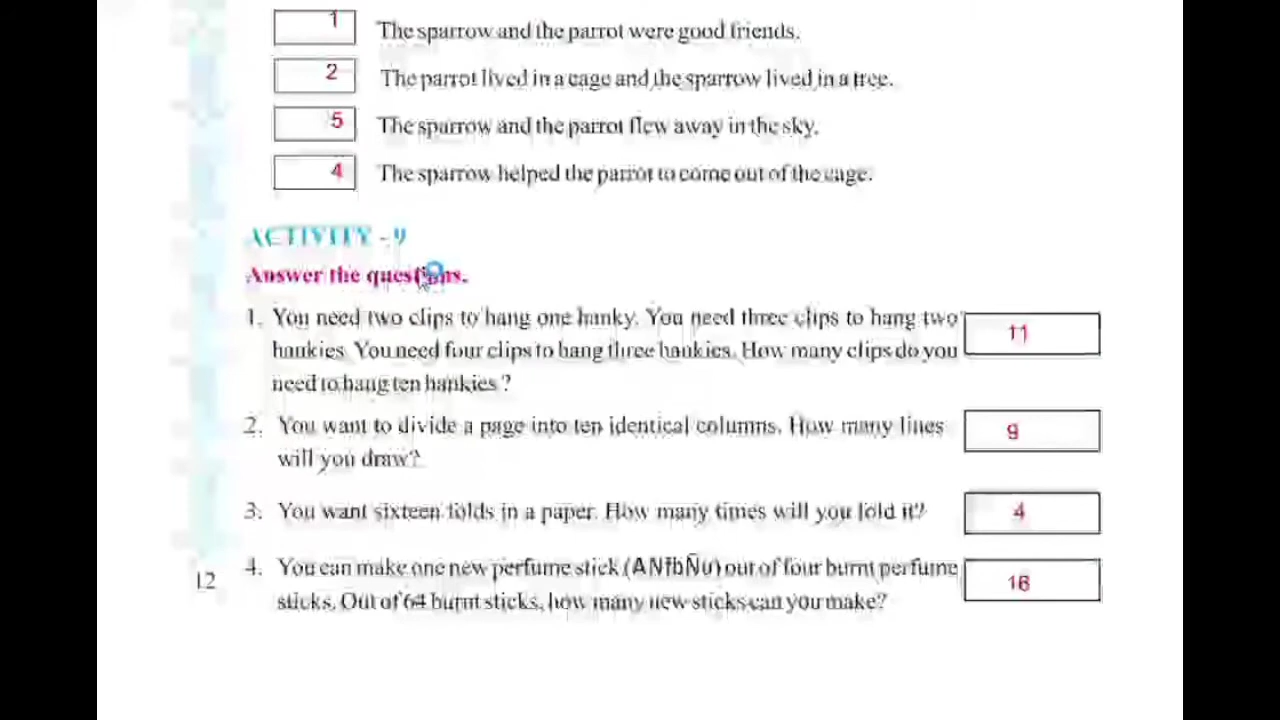 1 The sparrow and the parrot were good friends.
2 The parrot lived in a cage and the sparrow lived in a tree.
5 The sparrow and the parrot flew away in the sky.
4 The sparrow helped the parrot to come out of the cage.
ACTIVITY - 9
Answer the questions.
1. You need two clips to hang one hanky. You need three clips to hang two
hankies. You need four clips to hang three hankies. How many clips do you
need to hang ten hankies ?
11
2. You want to divide a page into ten identical columns. How many lines
will you draw?
9
3. You want sixteen folds in a paper. How many times will you fold it?
4
4. You can make one new perfume stick (ANfbÑu) out of four burnt perfume
sticks. Out of 64 burnt sticks, how many new sticks can you make?
16
12